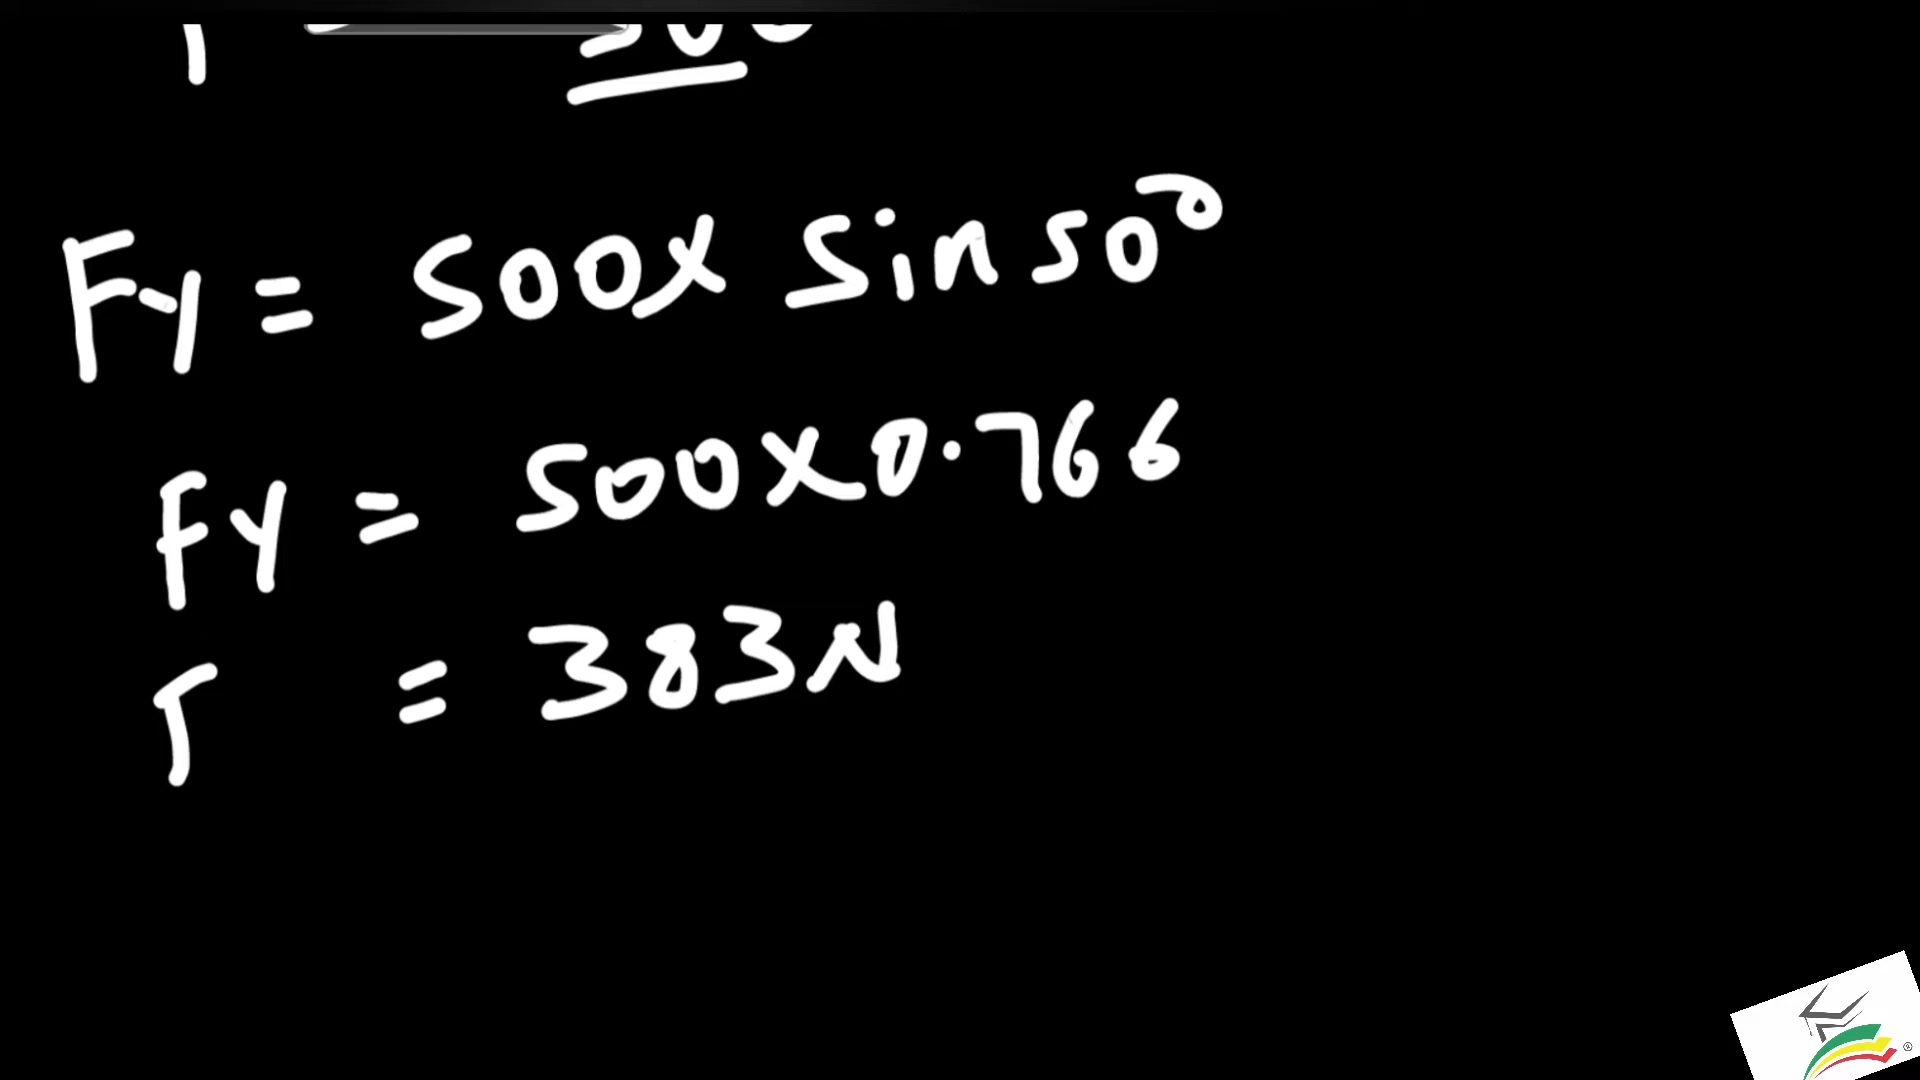 Fy = 500x sin 50°
Fy = 500x0.766
= 383N